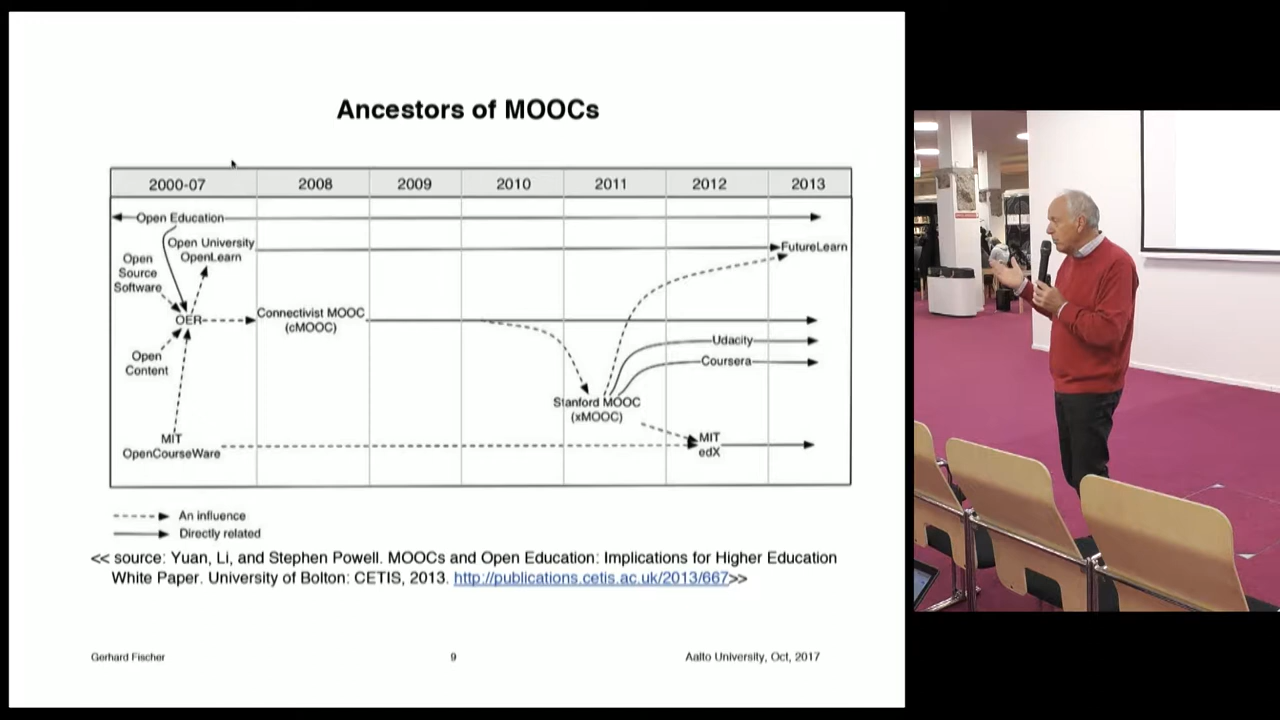 Ancestors of MOOCs
2000-07 2008 2009 2010 2011 2012 2013
Open Education
Open University
OpenLearn
FutureLearn
Open
Source
Software
OER
Connectivist MOOC
(cMOOC)
Udacity
Open
Content
Coursera
Stanford MOOC
(xMOOC)
MIT
OpenCourseWare
MIT
edX
An influence
Directly related
<< source: Yuan, Li, and Stephen Powell. MOOCs and Open Education: Implications for Higher Education
White Paper. University of Bolton: CETIS, 2013. http://publications.cetis.ac.uk/2013/667>>
Gerhard Fischer 9 Aalto University, Oct, 2017